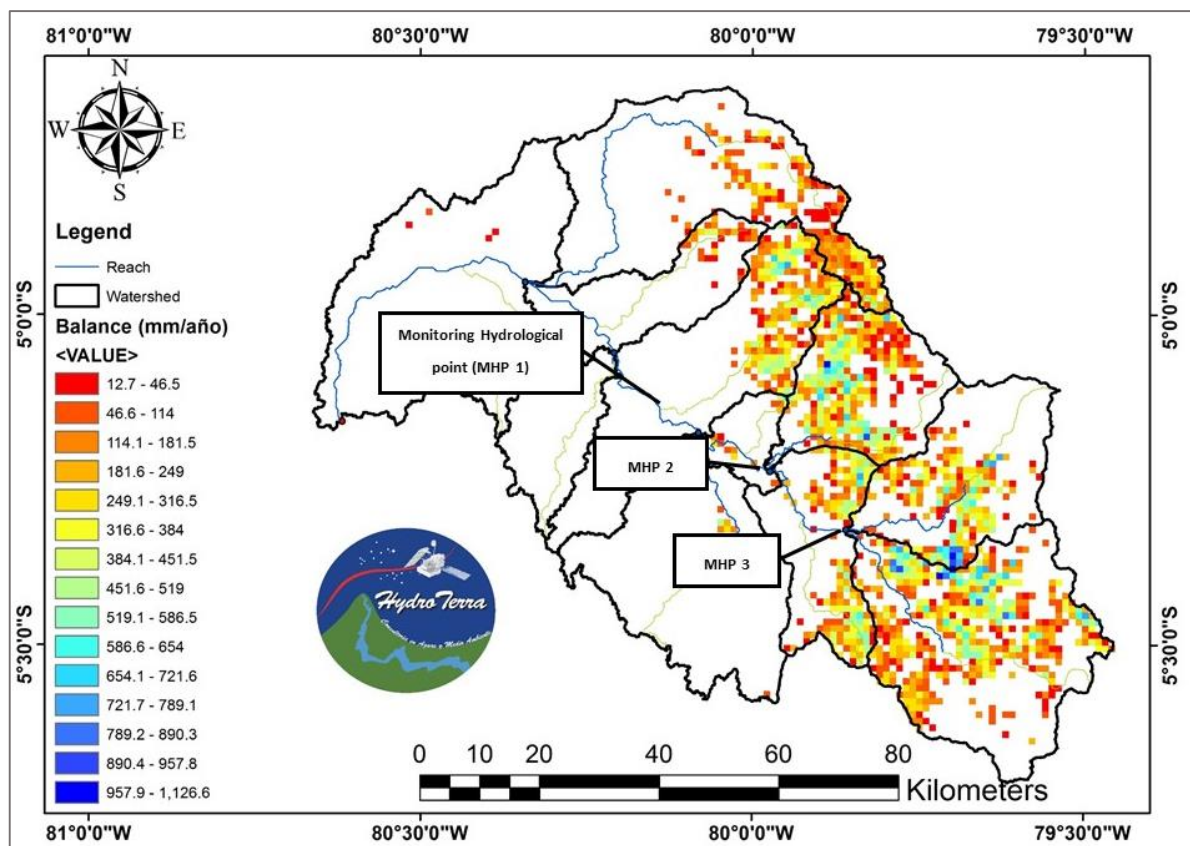 81°0'0"W
80°30'0"W
80°0'0"W
79°30'0"W
N
W
E
S
Legend
Reach
Watershed
Balance (mm/año)
<VALUE>
12.7 - 46.5
46.6 - 114
114.1 - 181.5
181.6 - 249
249.1 - 316.5
316.6 - 384
384.1 - 451.5
451.6 - 519
519.1 - 586.5
586.6 - 654
654.1 - 721.6
721.7 - 789.1
789.2 - 890.3
890.4 - 957.8
957.9 - 1,126.6
5°0'0"S
5°30'0"S
Monitoring Hydrological
point (MHP 1)
MHP 2
MHP 3
HydroTerra
Consultores en Agua y Medio Ambiente
5°0'0"S
5°30'0"S
0 10 20 40 60 80
Kilometers
81°0'0"W
80°30'0"W
80°0'0"W
79°30'0"W